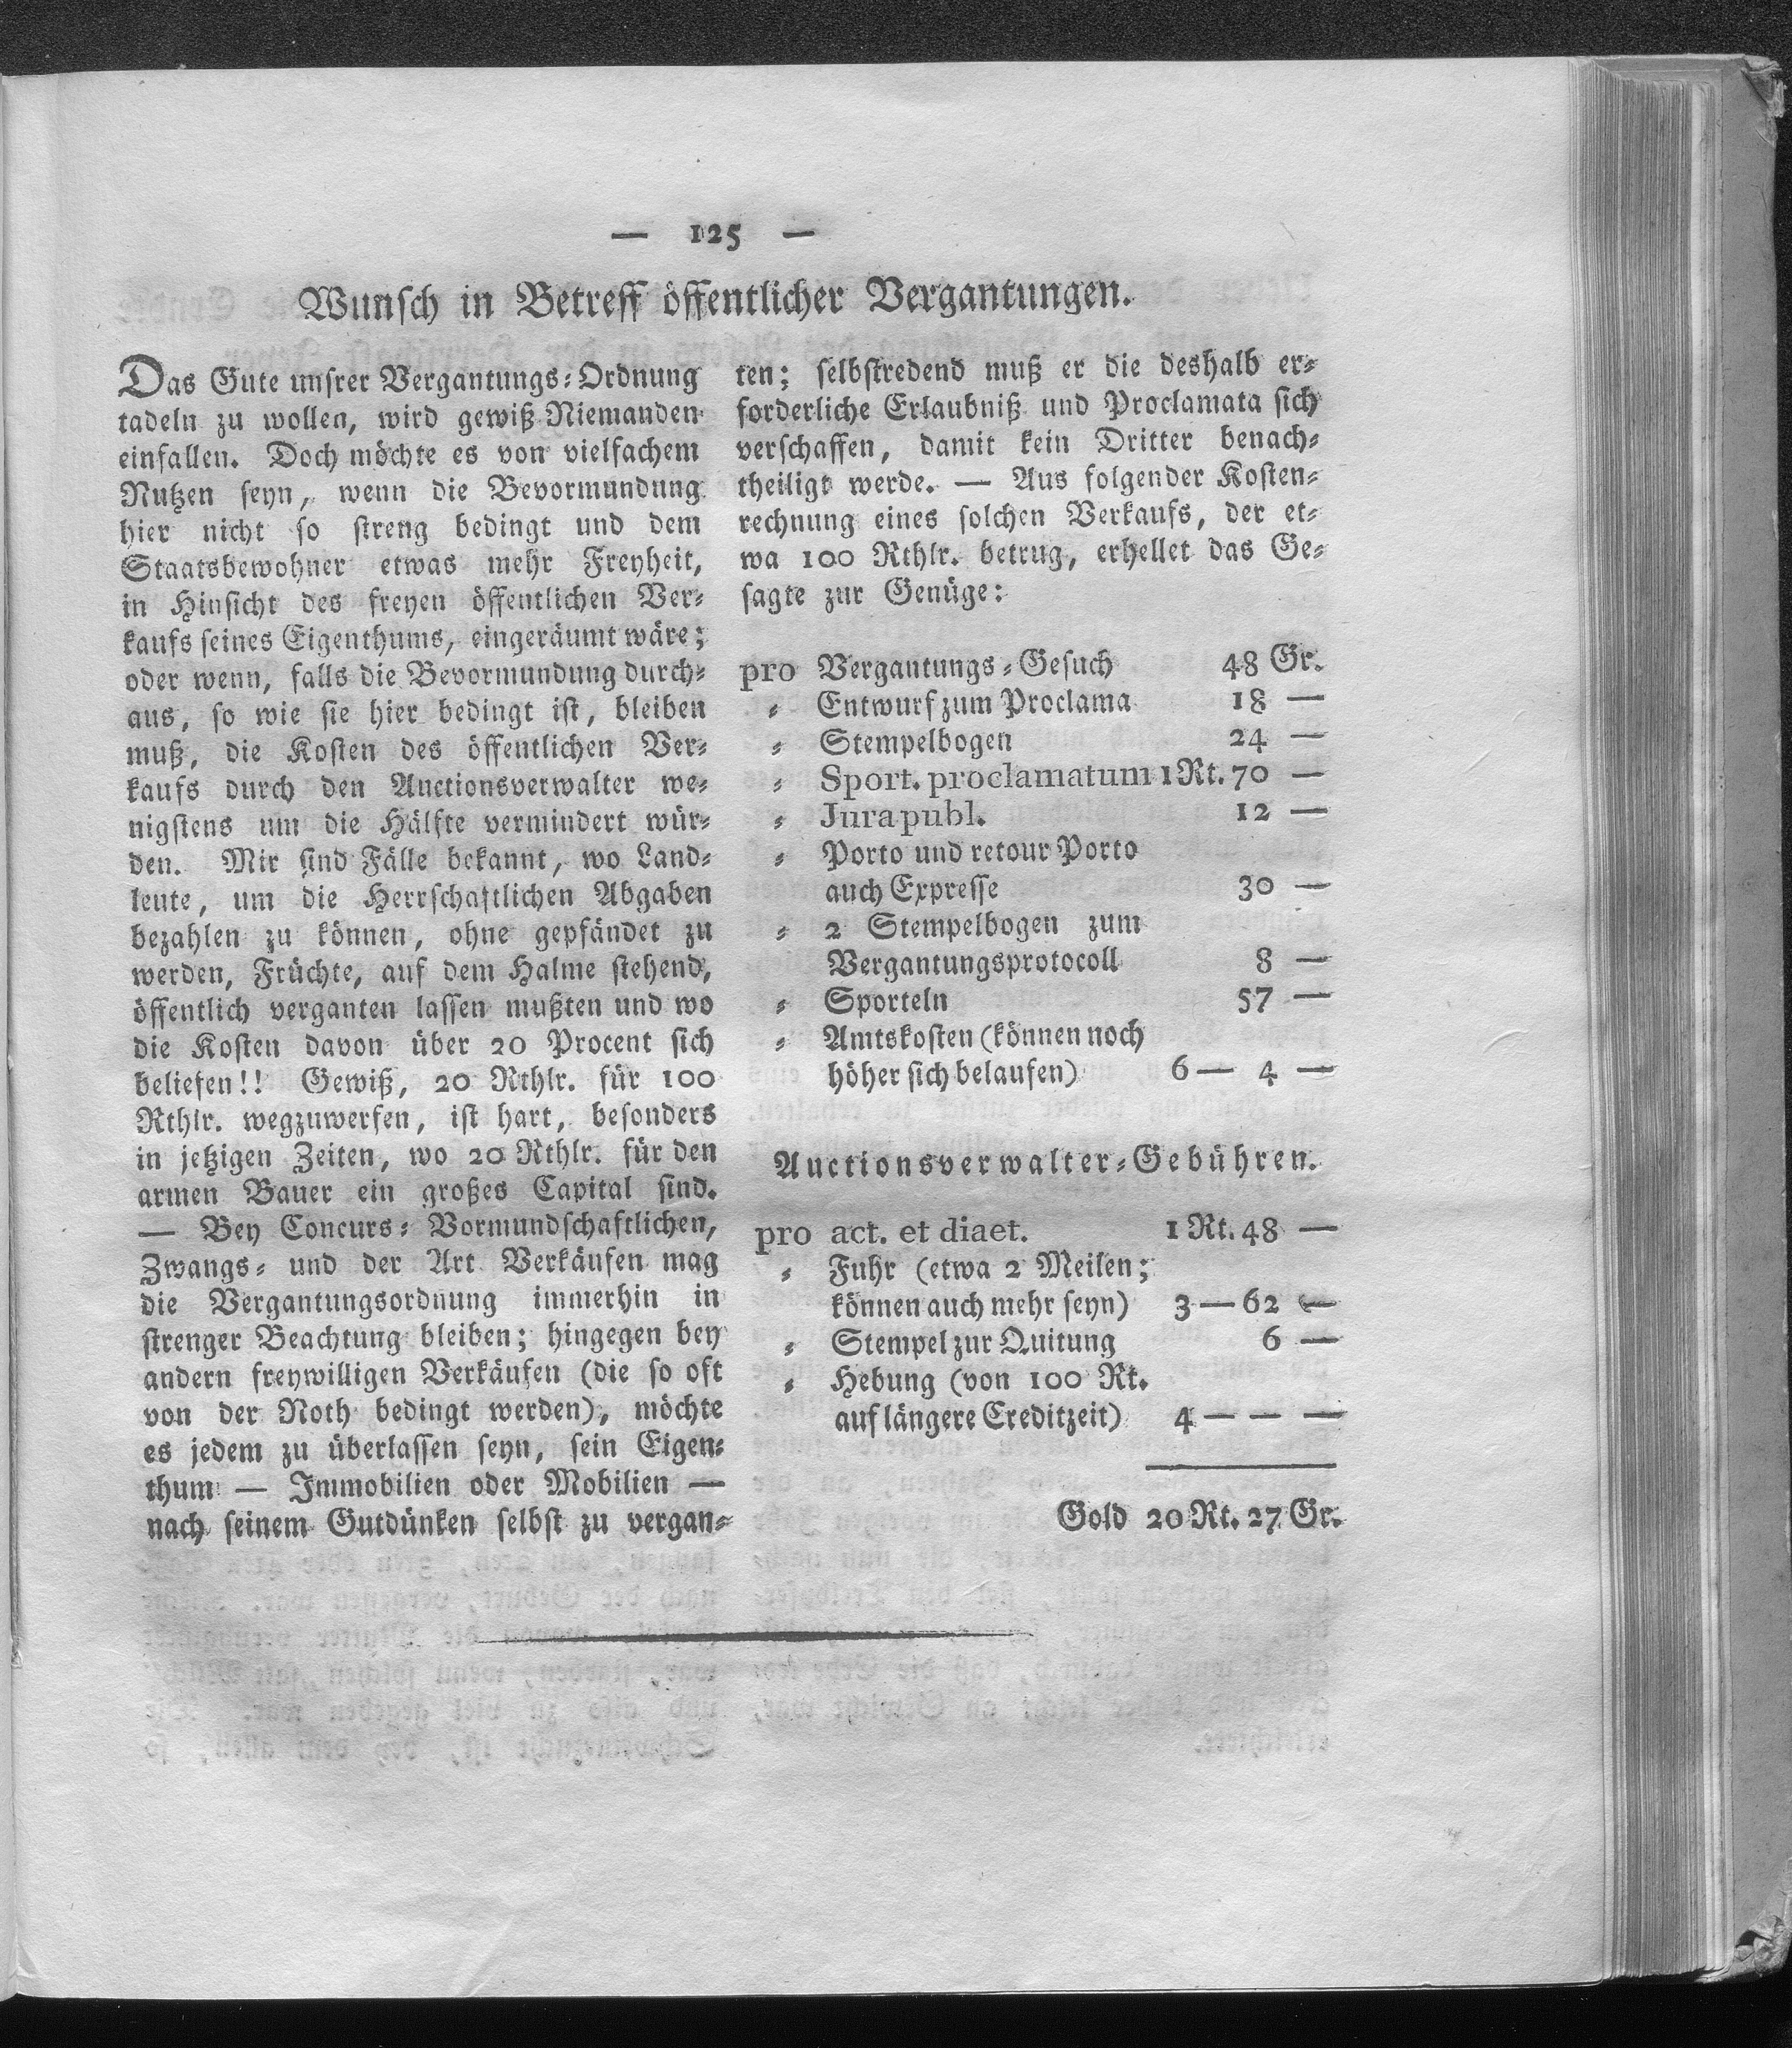 — 125 —
Wunsch in Betreff öffentlicher Vergantungen.
Das Gute unsrer Vergantungs-Ordnung
tadeln zu wollen, wird gewiß Niemanden
einfallen. Doch möchte es von vielfachem
Nutzen seyn, wenn die Bevormundung
hier nicht so streng bedingt und dem
Staatsbewohner etwas mehr Freyheit,
in Hinsicht des freyen öffentlichen Ver-
kaufs seines Eigenthums, eingeräumt wäre;
oder wenn, falls die Bevormundung durch-
aus, so wie sie hier bedingt ist, bleiben
muß, die Kosten des öffentlichen Ver-
kaufs durch den Auctionsverwalter we-
nigstens um die Hälfte vermindert wür-
den. Mir sind Fälle bekannt, wo Land-
leute, um die Herrschaftlichen Abgaben
bezahlen zu können, ohne gepfändet zu
werden, Früchte, auf dem Halme stehend,
öffentlich verganten lassen mußten und wo
die Kosten davon über 20 Procent sich
beliefen!! Gewiß, 20 Rthlr. für 100
Rthlr. wegzuwerfen, ist hart, besonders
in jetzigen Zeiten, wo 20 Rthlr. für den
armen Bauer ein großes Capital sind.
— Bey Concurs- Vormundschaftlichen,
Zwangs- und der Art Verkäufen mag
die Vergantungsordnung immerhin in
strenger Beachtung bleiben; hingegen bey
andern freywilligen Verkäufen (die so oft
von der Noth bedingt werden), möchte
es jedem zu überlassen seyn, sein Eigen-
thum — Immobilien oder Mobilien —
nach seinem Gutdünken selbst zu vergan-
ten; selbstredend muß er die deshalb er-
forderliche Erlaubniß und Proclamata sich
verschaffen, damit kein Dritter benach-
theiligt werde. — Aus folgender Kosten-
rechnung eines solchen Verkaufs, der et-
wa 100 Rthlr. betrug, erhellet das Ge-
sagte zur Genüge:
pro Vergantungs-Gesuch 48 Gr.
„ Entwurf zum Proclama 18 —
„ Stempelbogen 24 —
„ Sport. proclamatum 1 Rt. 70 —
„ Jura publ. 12 —
„ Porto und retour Porto
auch Expresse 30 —
„ 2 Stempelbogen zum
Vergantungsprotocoll 8 —
„ Sporteln 57 —
„ Amtskosten (können noch
höher sich belaufen) 6 — 4 —
Auctionsverwalter-Gebühren.
pro act. et diaet. 1 Rt. 48 —
„ Fuhr (etwa 2 Meilen;
können auch mehr seyn) 3 — 62 —
„ Stempel zur Quitung 6 —
„ Hebung (von 100 Rt.
auf längere Creditzeit) 4 — — —
Gold 20 Rt. 27 Gr.